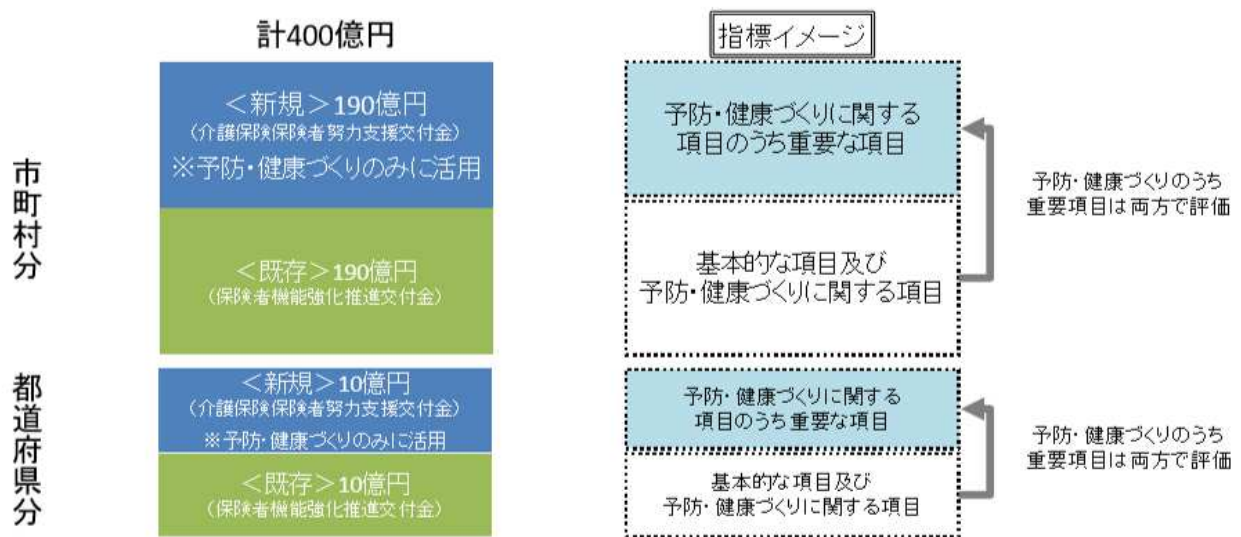 計400億円
指標イメージ
市町村分
<新規>190億円
(介護保険保険者努力支援交付金)
※予防・健康づくりのみに活用
<既存>190億円
(保険者機能強化推進交付金)
予防・健康づくりに関する
項目のうち重要な項目
基本的な項目及び
予防・健康づくりに関する項目
予防・健康づくりのうち
重要項目は両方で評価
都道府県分
<新規>10億円
(介護保険保険者努力支援交付金)
※予防・健康づくりのみに活用
<既存>10億円
(保険者機能強化推進交付金)
予防・健康づくりに関する
項目のうち重要な項目
基本的な項目及び
予防・健康づくりに関する項目
予防・健康づくりのうち
重要項目は両方で評価